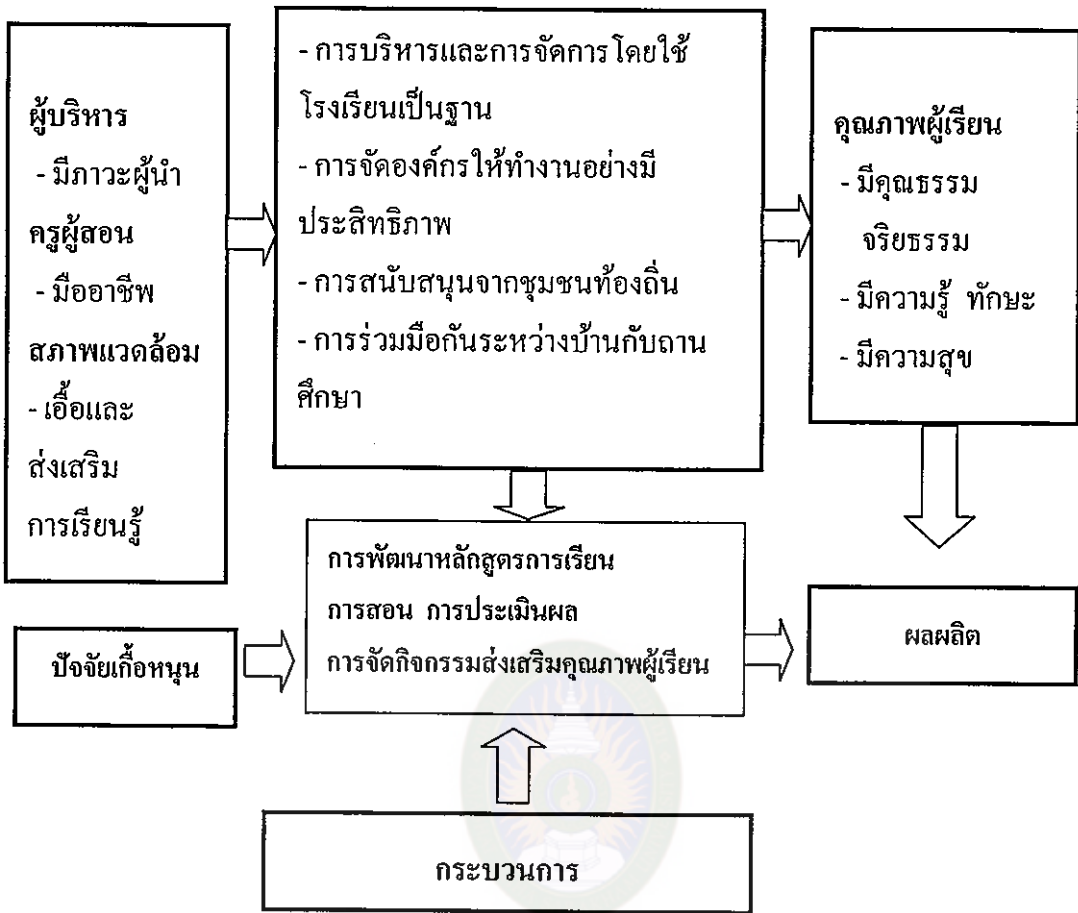 ผู้บริหาร
- มีภาวะผู้นำ
ครูผู้สอน
- มืออาชีพ
สภาพแวดล้อม
- เอื้อและ
ส่งเสริม
การเรียนรู้
- การบริหารและการจัดการโดยใช้
โรงเรียนเป็นฐาน
- การจัดองค์กรให้ทำงานอย่างมี
ประสิทธิภาพ
- การสนับสนุนจากชุมชนท้องถิ่น
- การร่วมมือกันระหว่างบ้านกับถาน
ศึกษา
คุณภาพผู้เรียน
- มีคุณธรรม
จริยธรรม
- มีความรู้ ทักษะ
- มีความสุข
ปัจจัยเกื้อหนุน
การพัฒนาหลักสูตรการเรียน
การสอน การประเมินผล
การจัดกิจกรรมส่งเสริมคุณภาพผู้เรียน
ผลผลิต
กระบวนการ